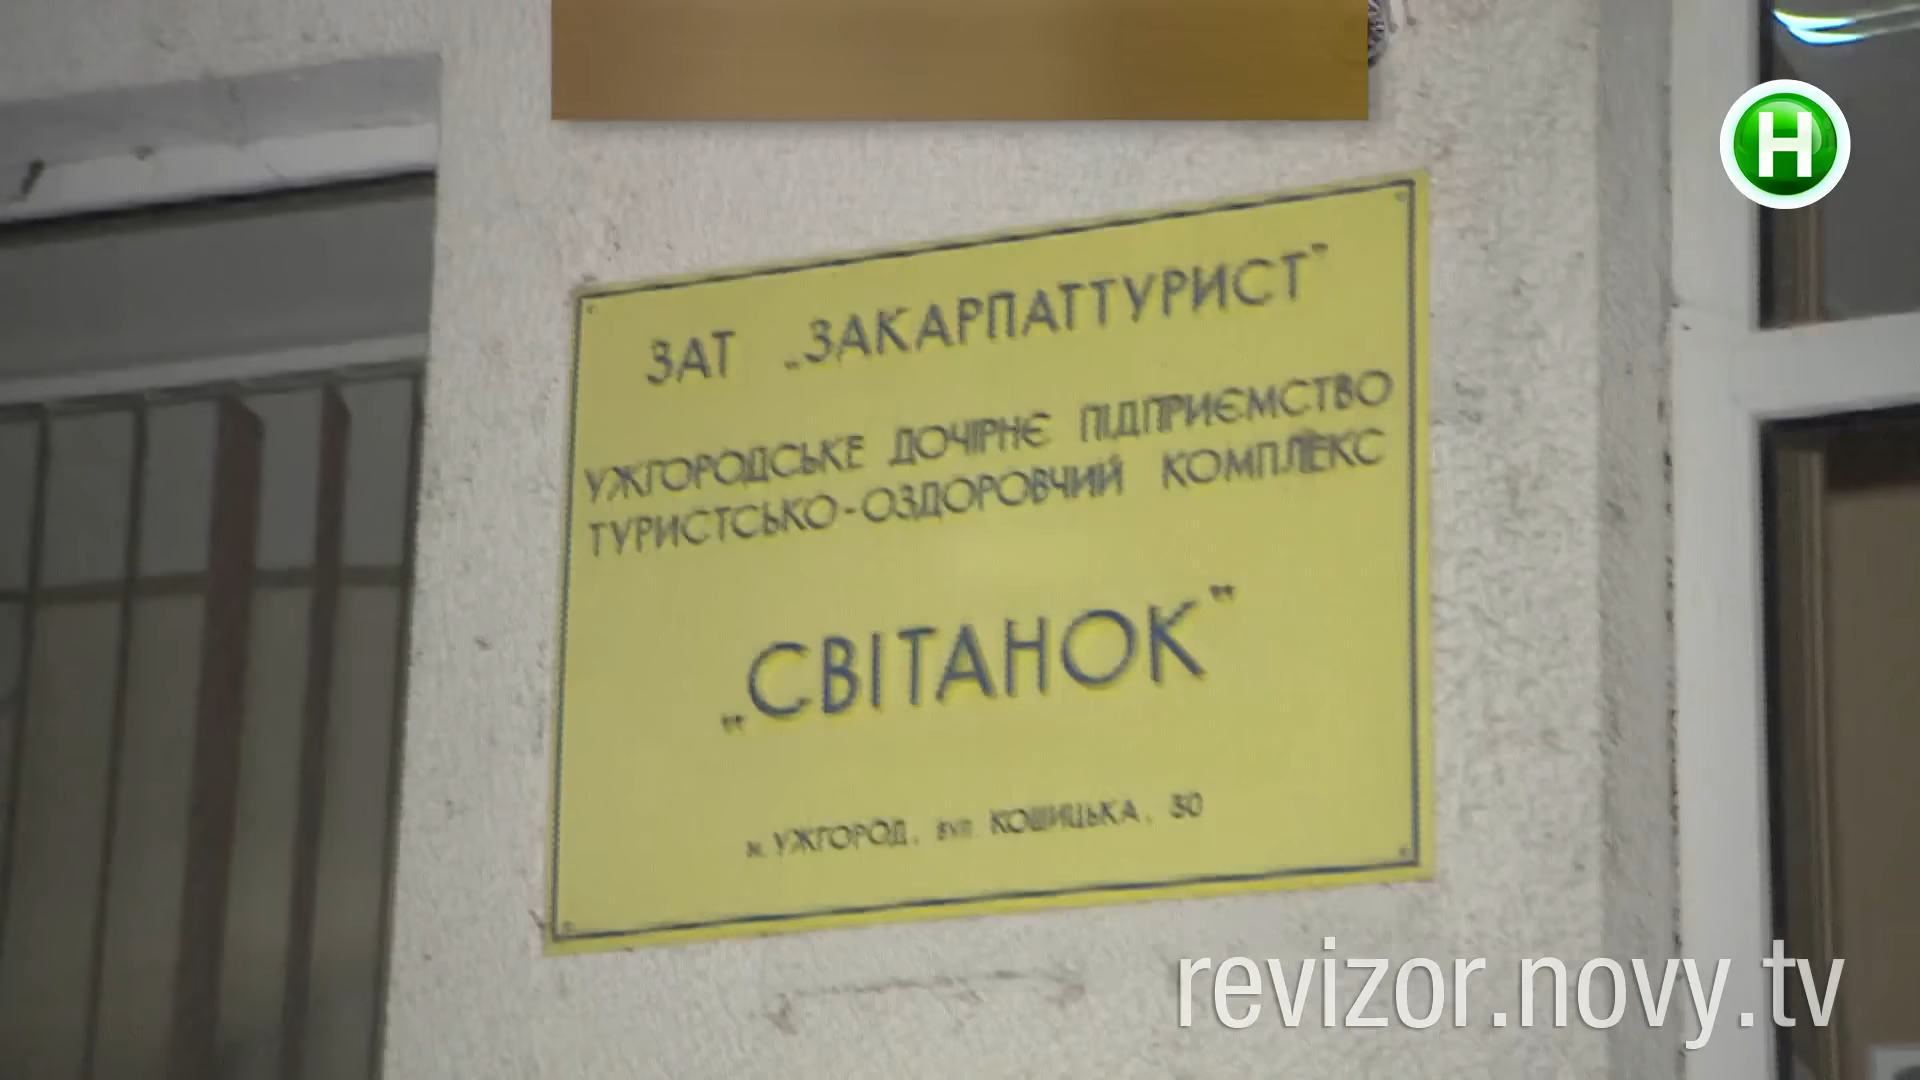 Н
ЗАТ „ЗАКАРПАТТУРИСТ"
УЖГОРОДСЬКЕ ДОЧІРНЄ ПІДПРИЄМСТВО
ТУРИСТСЬКО-ОЗДОРОВЧИЙ КОМПЛЕКС
„СВІТАНОК"
м. УЖГОРОД, вул. КОШИЦЬКА, 30
revizor.novy.tv